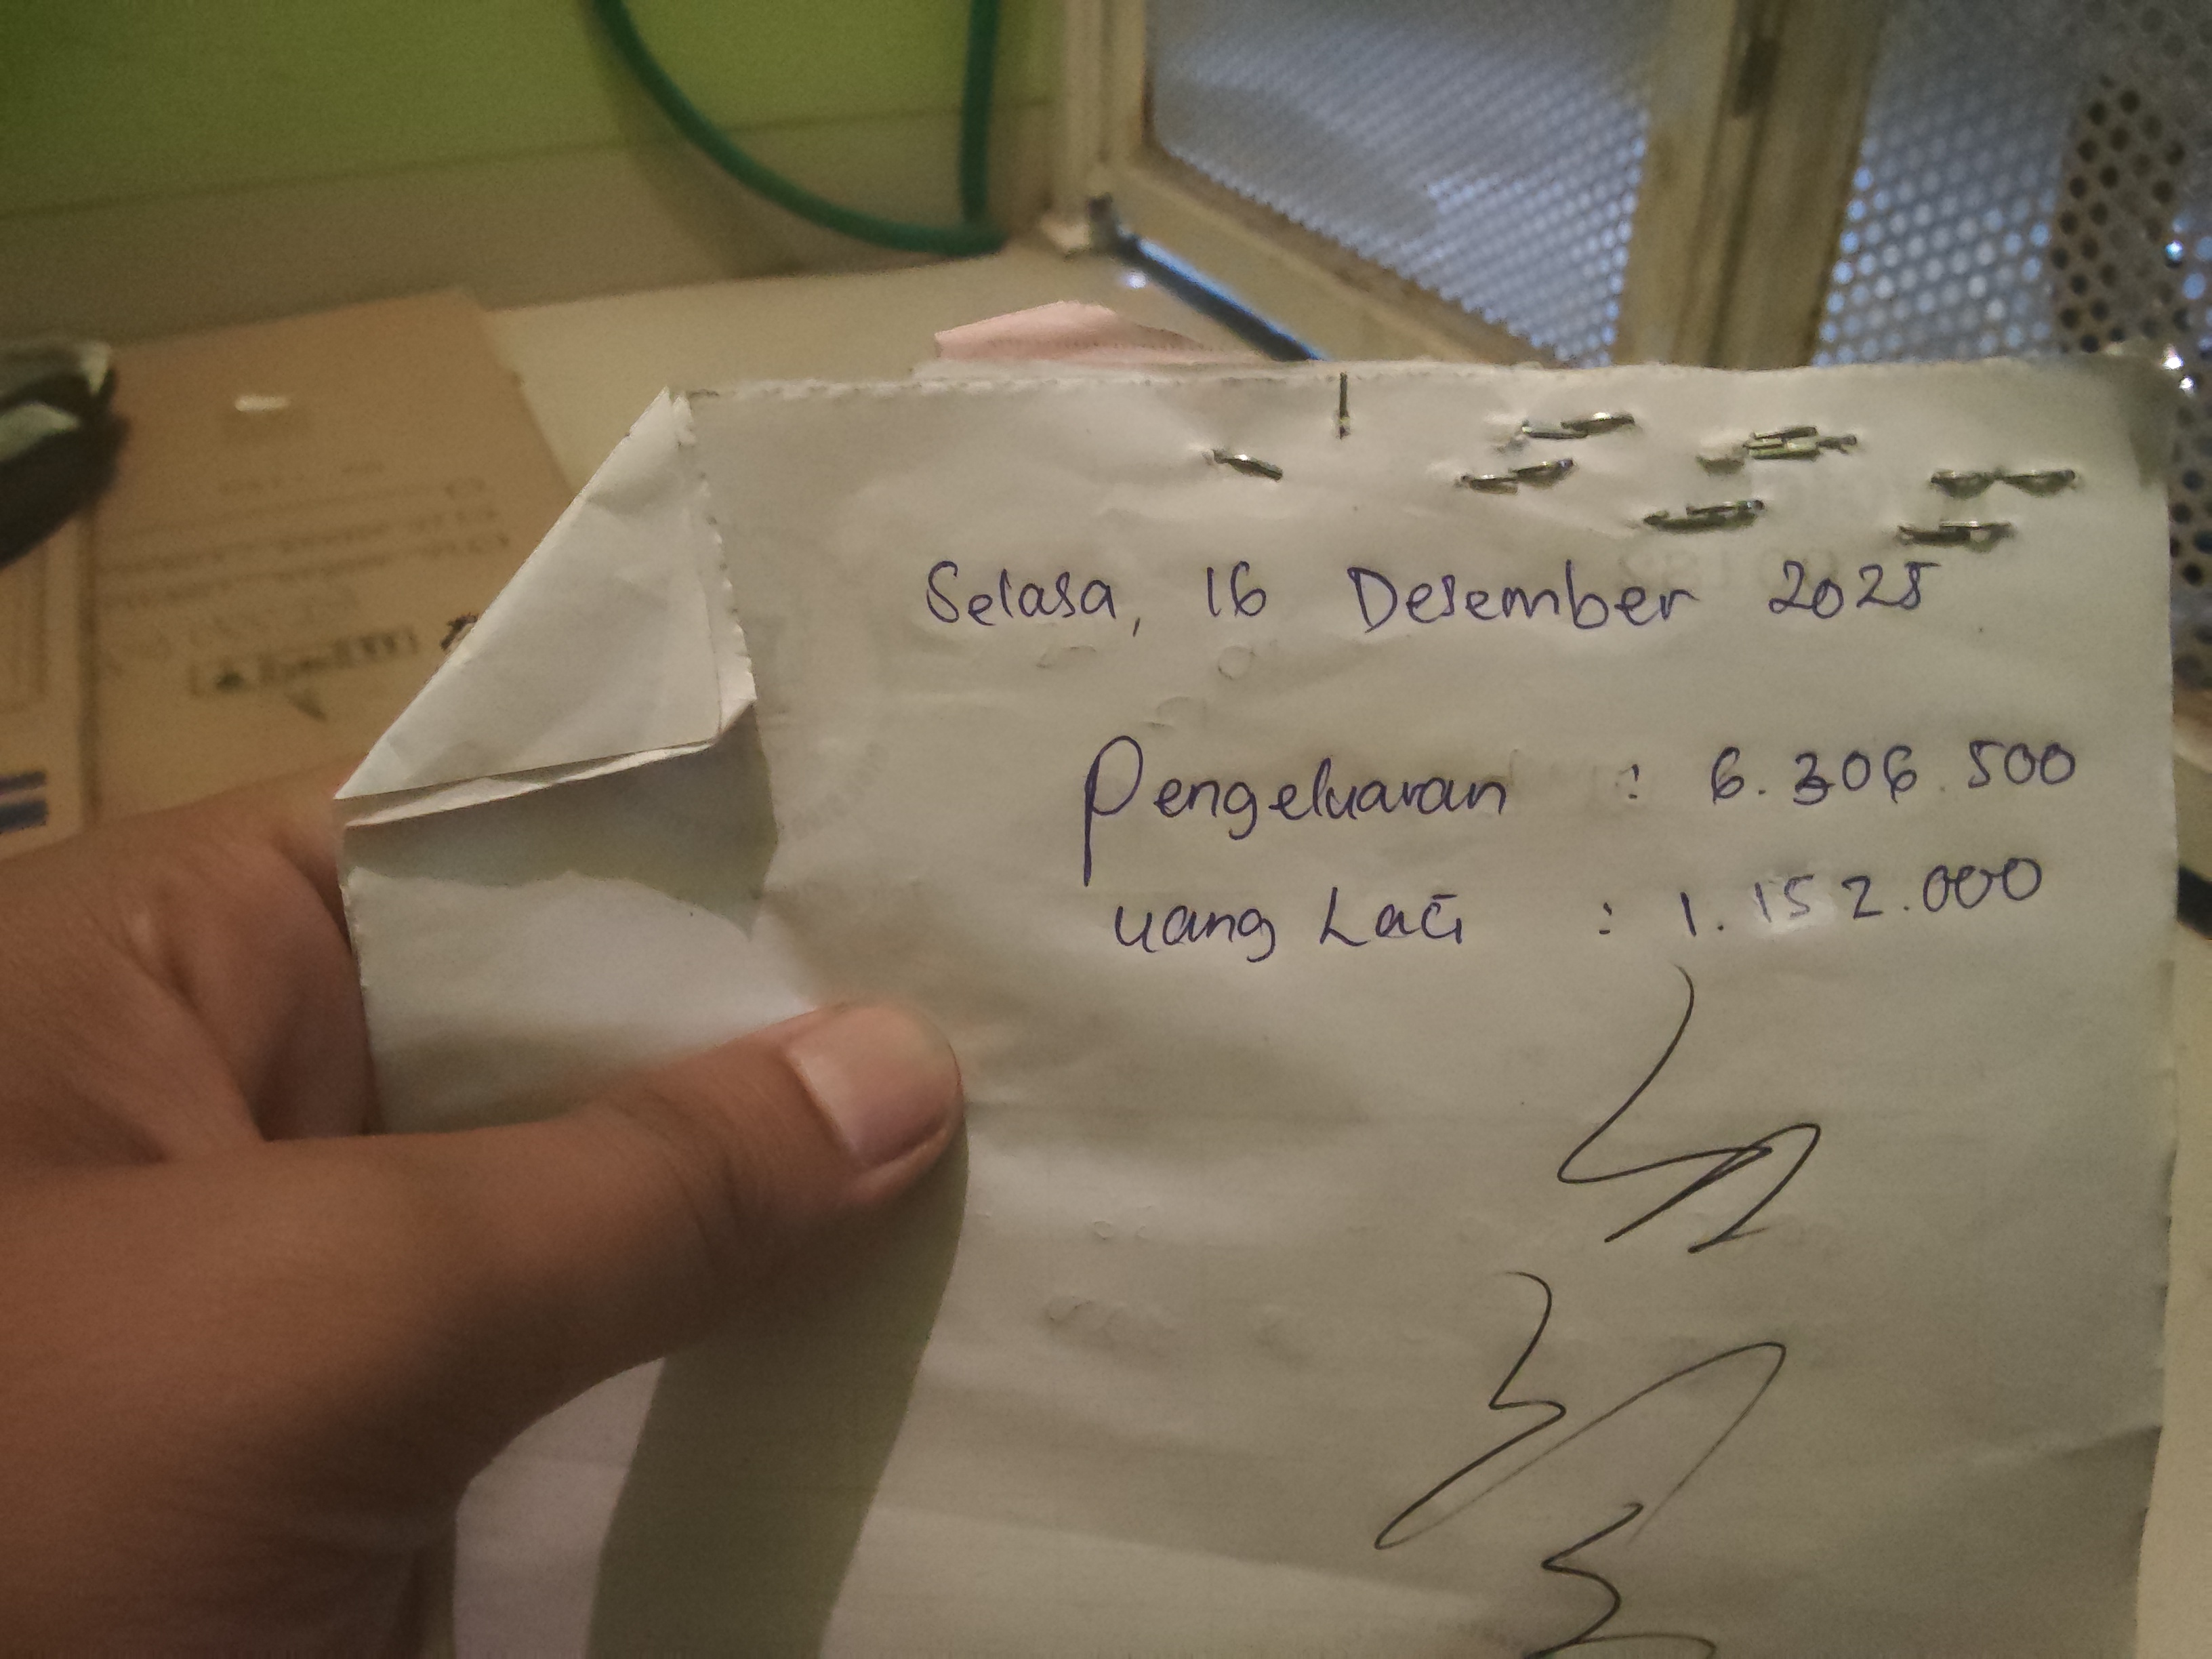 Selasa, 16 Desember 2025
Pengeluaran : 6.306.500
uang Laci : 1.152.000